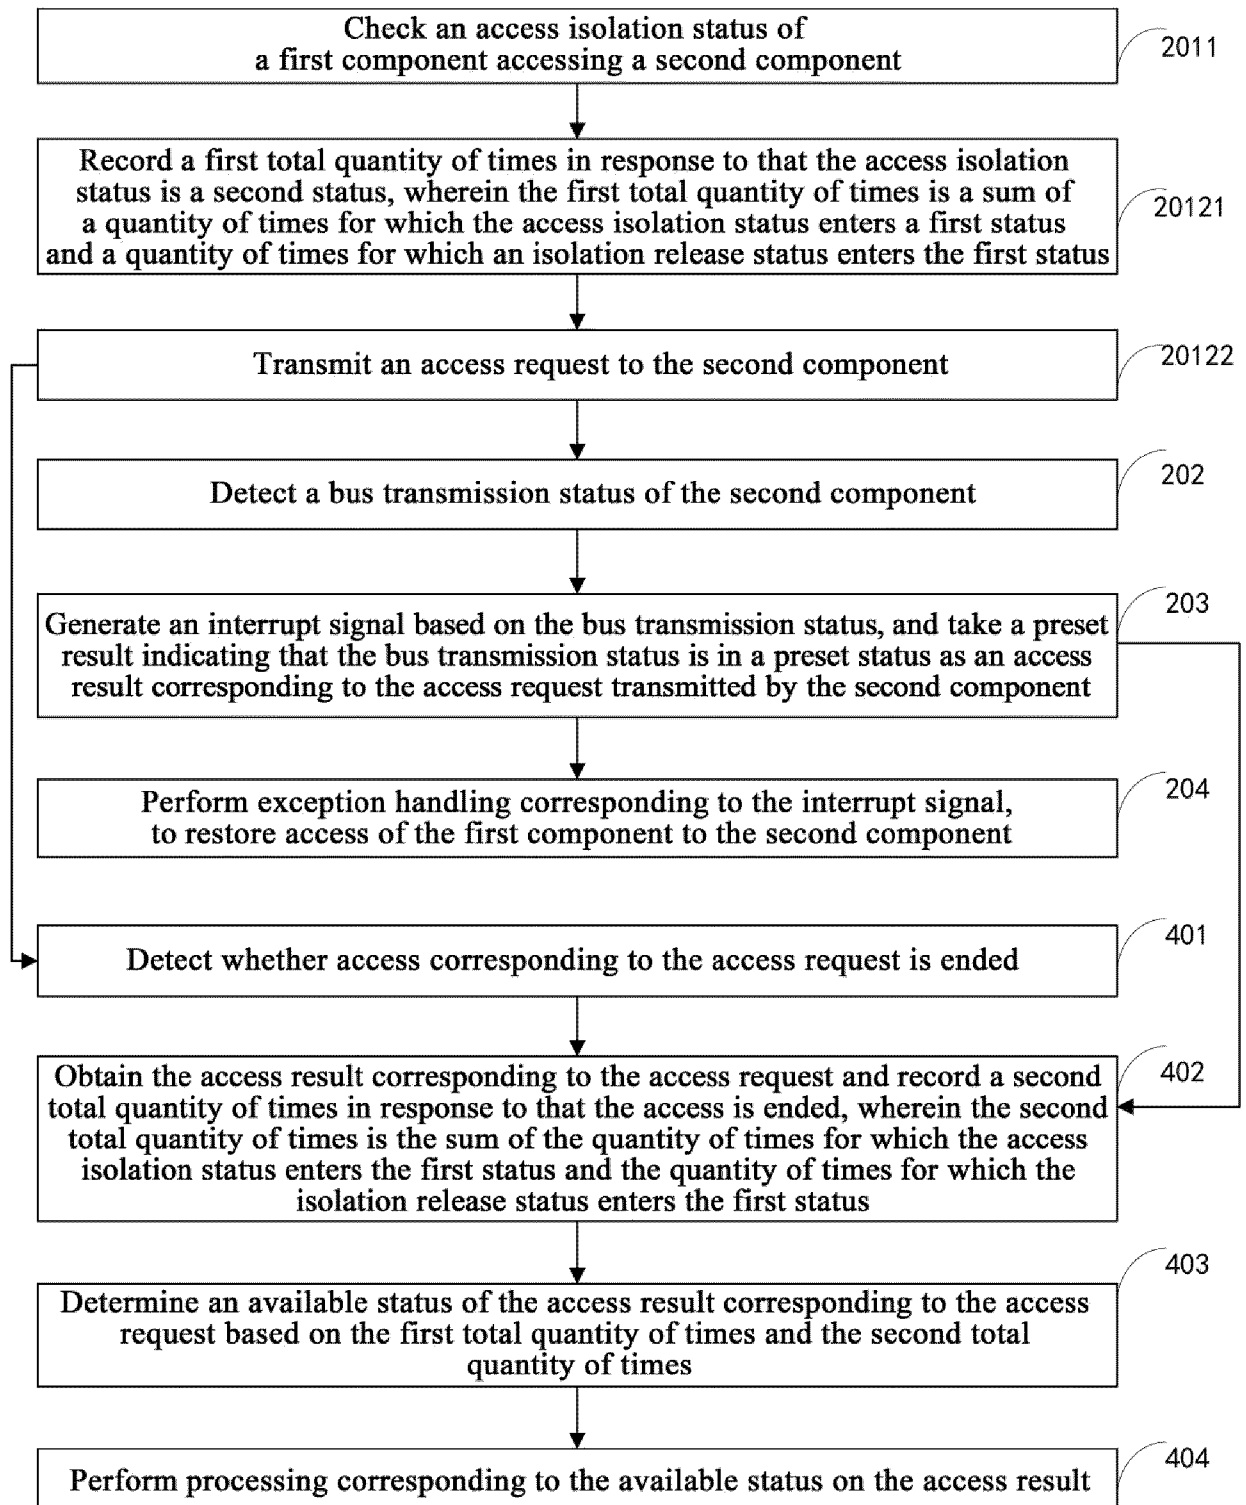 Check an access isolation status of
a first component accessing a second component
2011
Record a first total quantity of times in response to that the access isolation
status is a second status, wherein the first total quantity of times is a sum of
a quantity of times for which the access isolation status enters a first status
and a quantity of times for which an isolation release status enters the first status
20121
Transmit an access request to the second component
20122
Detect a bus transmission status of the second component
202
Generate an interrupt signal based on the bus transmission status, and take a preset
result indicating that the bus transmission status is in a preset status as an access
result corresponding to the access request transmitted by the second component
203
Perform exception handling corresponding to the interrupt signal,
to restore access of the first component to the second component
204
Detect whether access corresponding to the access request is ended
401
Obtain the access result corresponding to the access request and record a second
total quantity of times in response to that the access is ended, wherein the second
total quantity of times is the sum of the quantity of times for which the access
isolation status enters the first status and the quantity of times for which the
isolation release status enters the first status
402
Determine an available status of the access result corresponding to the access
request based on the first total quantity of times and the second total
quantity of times
403
Perform processing corresponding to the available status on the access result
404